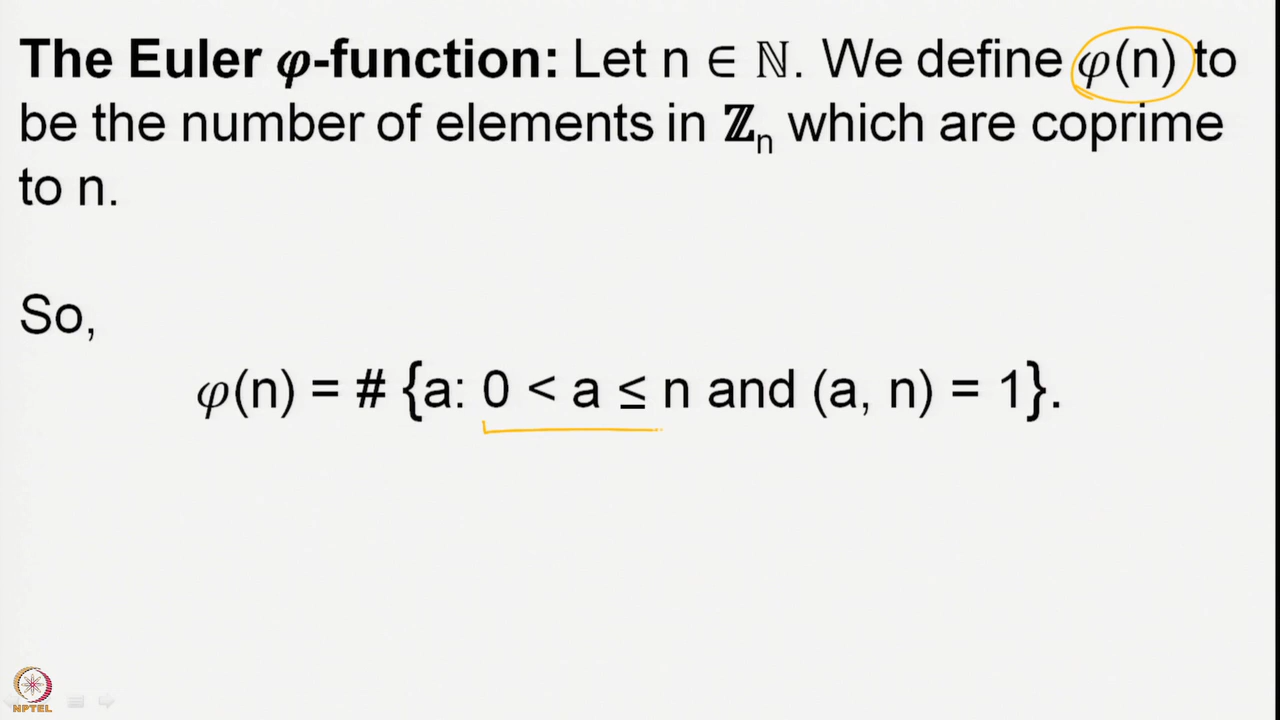 The Euler φ-function: Let n ∈ ℕ. We define φ(n) to
be the number of elements in ℤₙ which are coprime
to n.
So,
φ(n) = # {a: 0 < a ≤ n and (a, n) = 1}.
NPTEL